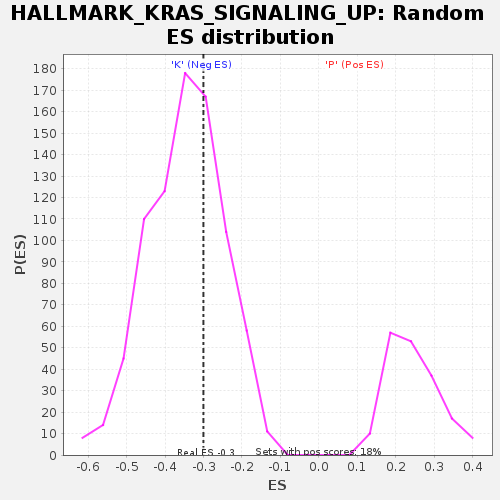 HALLMARK_KRAS_SIGNALING_UP: Random
ES distribution
'K' (Neg ES)
'P' (Pos ES)
180
170
160
150
140
130
120
110
100
90
80
70
60
50
40
30
20
10
0
P(ES)
Real ES -0.3
Sets with pos scores: 18%
-0.6 -0.5 -0.4 -0.3 -0.2 -0.1 0.0 0.1 0.2 0.3 0.4
ES